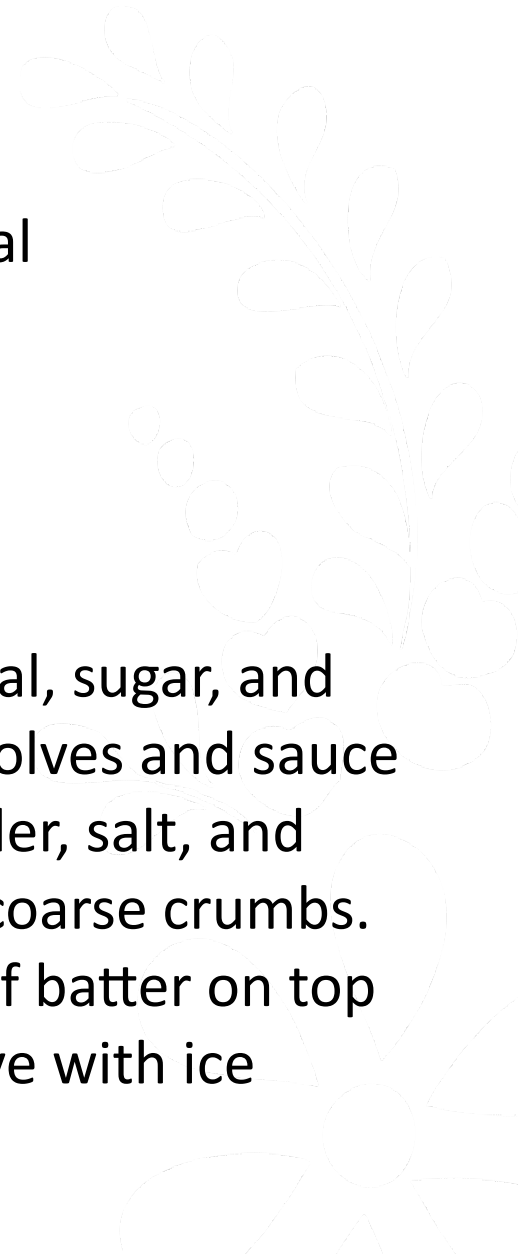 al
al, sugar, and
olves and sauce
ler, salt, and
coarse crumbs.
f batter on top
ve with ice